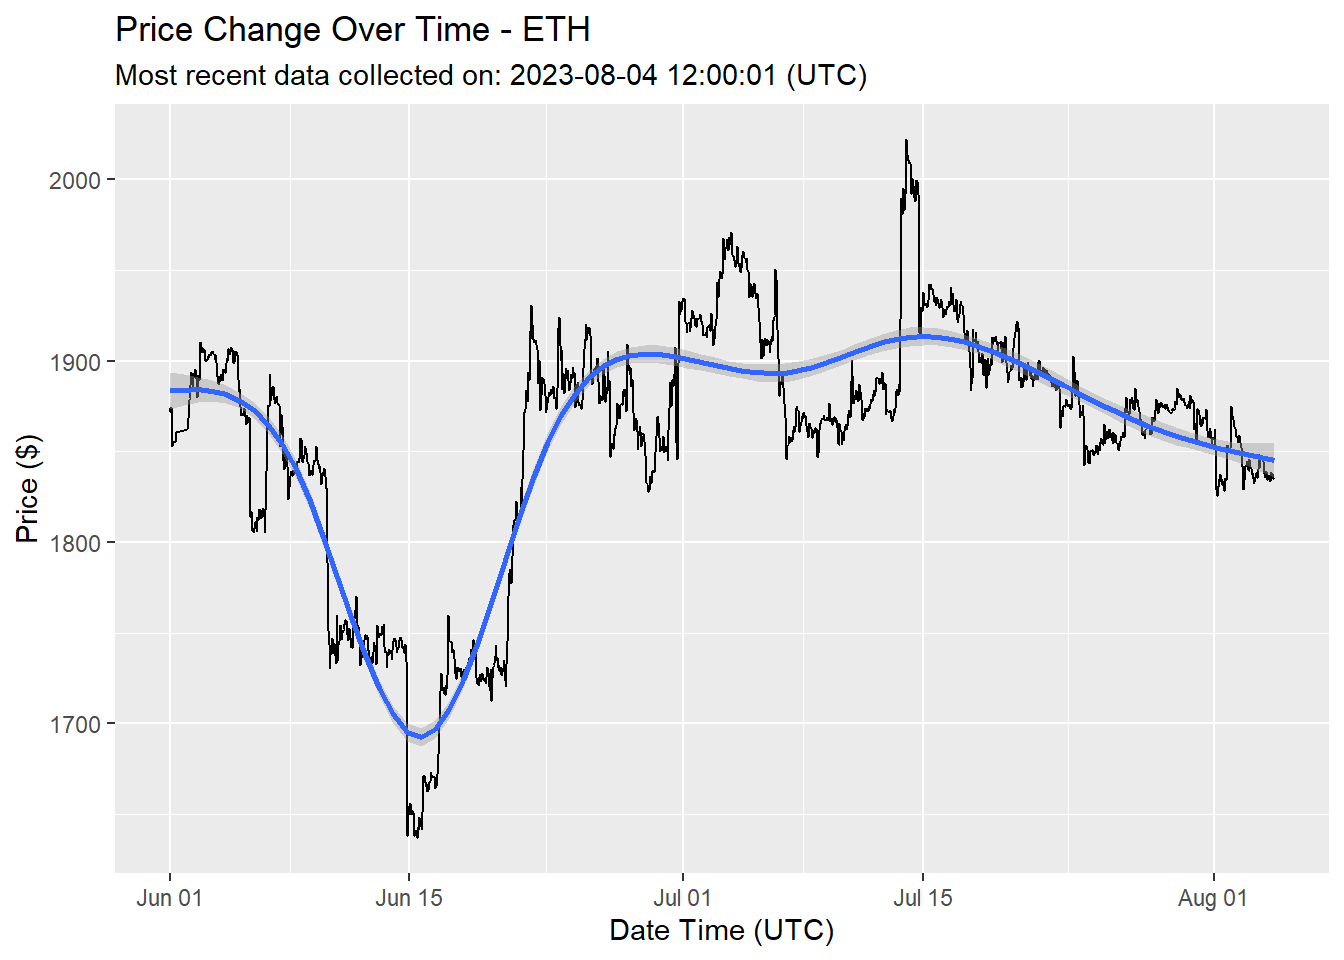 Price Change Over Time - ETH
Most recent data collected on: 2023-08-04 12:00:01 (UTC)
2000
1900
1800
1700
Price ($)
Jun 01
Jun 15
Jul 01
Jul 15
Aug 01
Date Time (UTC)